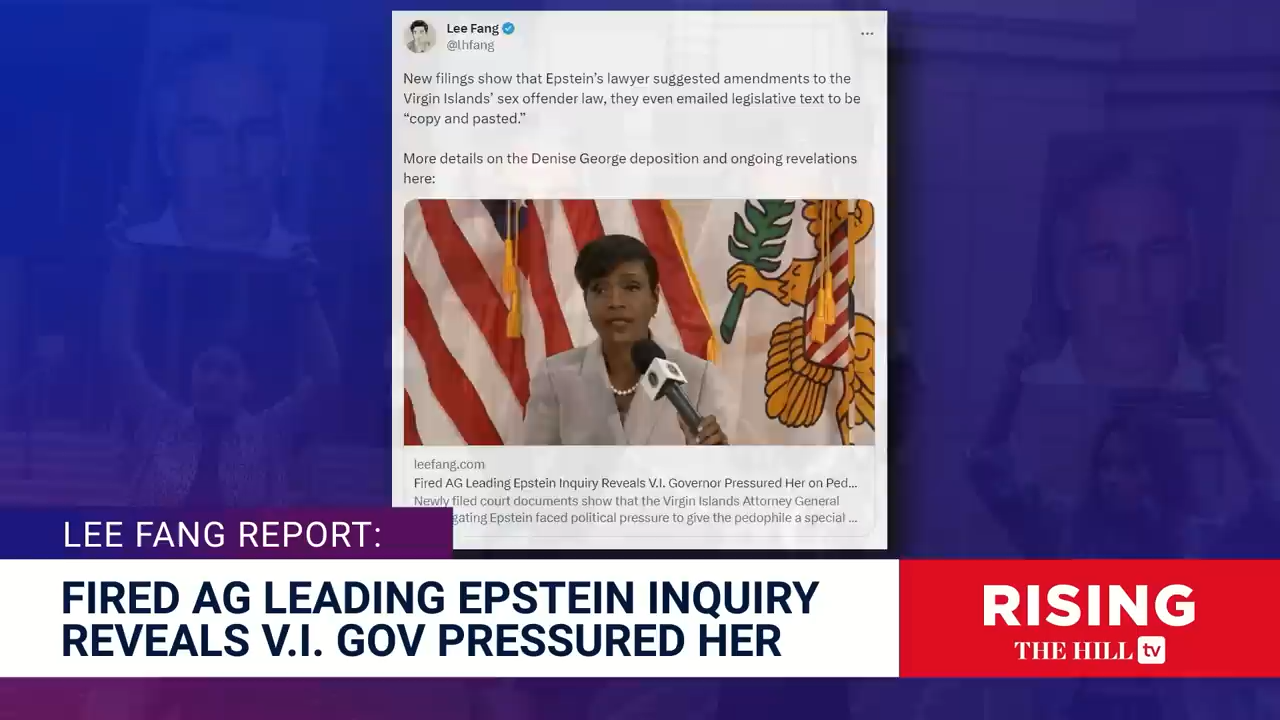 Lee Fang
@lhfang
New filings show that Epstein's lawyer suggested amendments to the
Virgin Islands' sex offender law, they even emailed legislative text to be
“copy and pasted.”
More details on the Denise George deposition and ongoing revelations
here:
leefang.com
Fired AG Leading Epstein Inquiry Reveals V.I. Governor Pressured Her on Ped...
Newly filed court documents show that the Virgin Islands Attorney General
gating Epstein faced political pressure to give the pedophile a special ...
LEE FANG REPORT:
FIRED AG LEADING EPSTEIN INQUIRY
REVEALS V.I. GOV PRESSURED HER
RISING
THE HILL tv